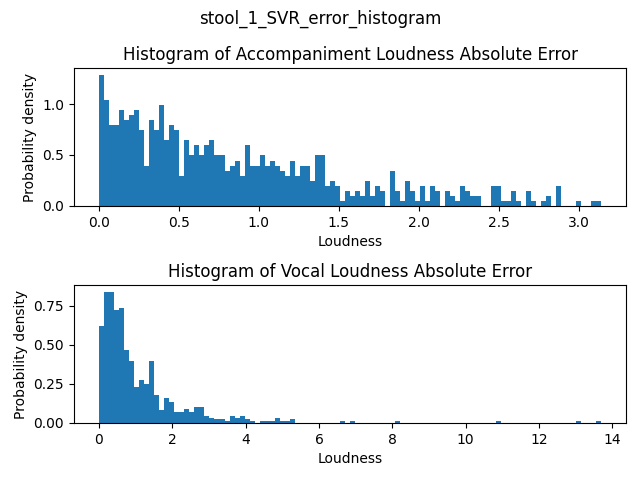 stool_1_SVR_error_histogram
Histogram of Accompaniment Loudness Absolute Error
Probability density
1.0
0.5
0.0
0.0 0.5 1.0 1.5 2.0 2.5 3.0
Loudness
Histogram of Vocal Loudness Absolute Error
Probability density
0.75
0.50
0.25
0.00
0 2 4 6 8 10 12 14
Loudness